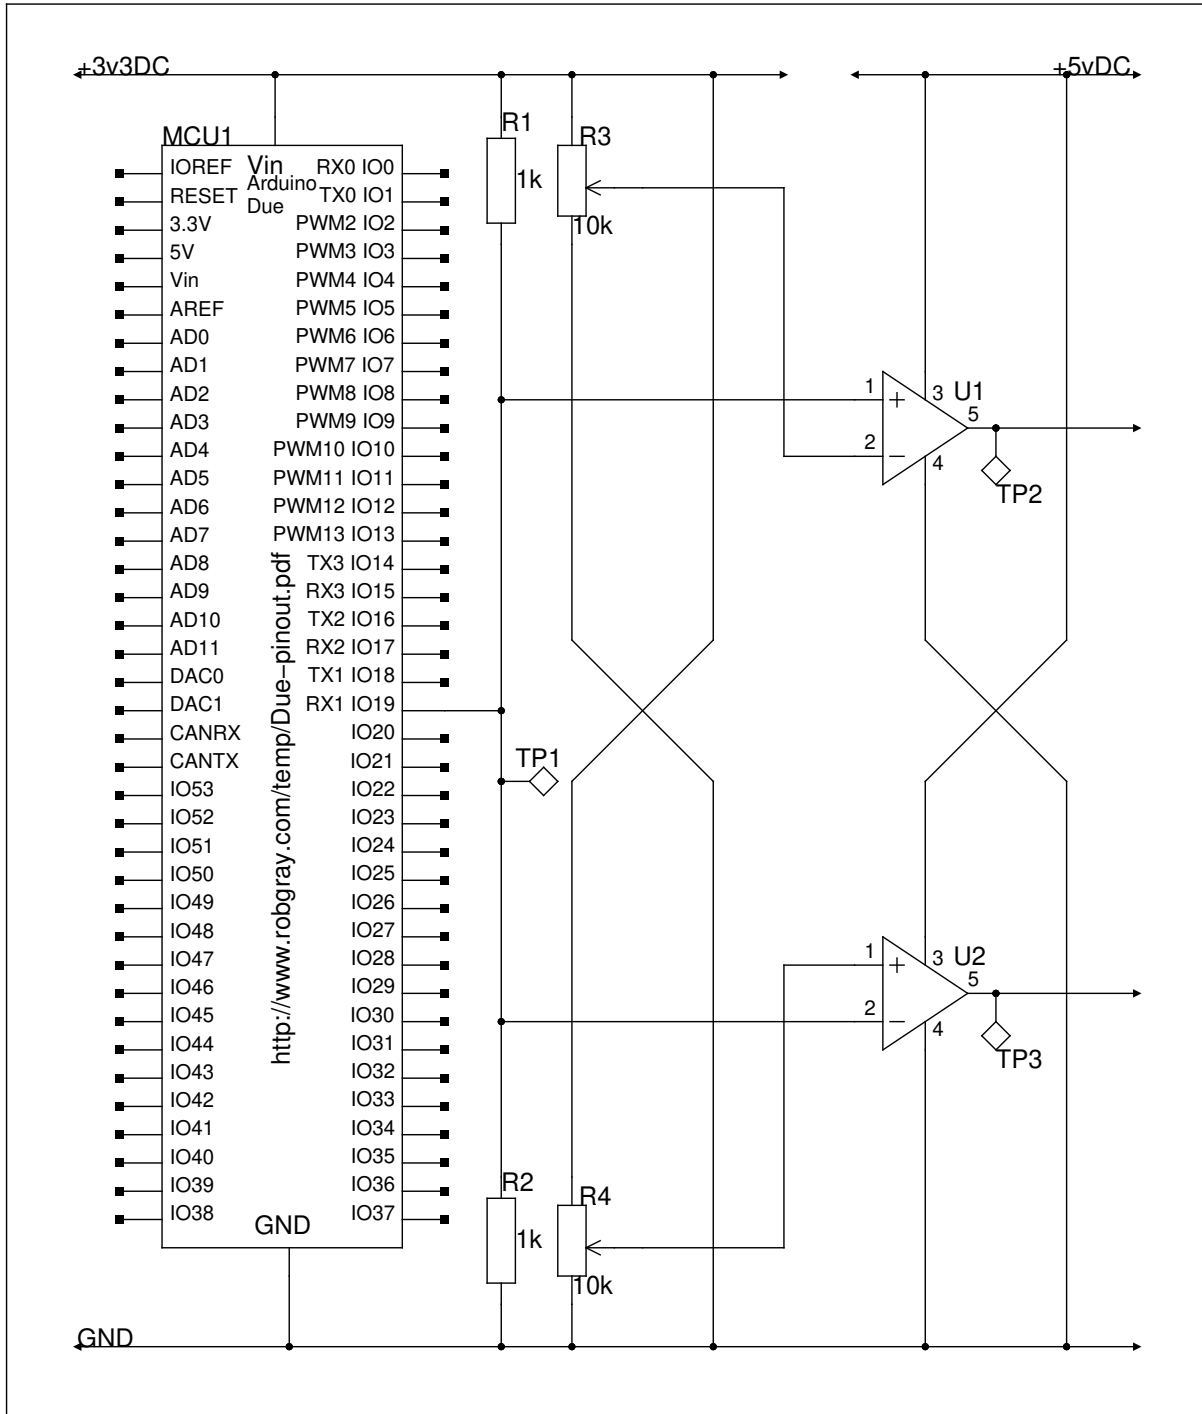 +3v3DC
+5vDC
MCU1
Vin
Arduino
Due
IOREF
RESET
3.3V
5V
Vin
AREF
AD0
AD1
AD2
AD3
AD4
AD5
AD6
AD7
AD8
AD9
AD10
AD11
DAC0
DAC1
CANRX
CANTX
IO53
IO52
IO51
IO50
IO49
IO48
IO47
IO46
IO45
IO44
IO43
IO42
IO41
IO40
IO39
IO38
RX0 IO0
TX0 IO1
PWM2 IO2
PWM3 IO3
PWM4 IO4
PWM5 IO5
PWM6 IO6
PWM7 IO7
PWM8 IO8
PWM9 IO9
PWM10 IO10
PWM11 IO11
PWM12 IO12
PWM13 IO13
TX3 IO14
RX3 IO15
TX2 IO16
RX2 IO17
TX1 IO18
RX1 IO19
IO20
IO21
IO22
IO23
IO24
IO25
IO26
IO27
IO28
IO29
IO30
IO31
IO32
IO33
IO34
IO35
IO36
IO37
http://www.robgray.com/temp/Due-pinout.pdf
GND
R1
1k
R3
10k
1
+
2
−
3
4
U1
5
TP2
TP1
1
+
2
−
3
4
U2
5
TP3
R2
1k
R4
10k
GND